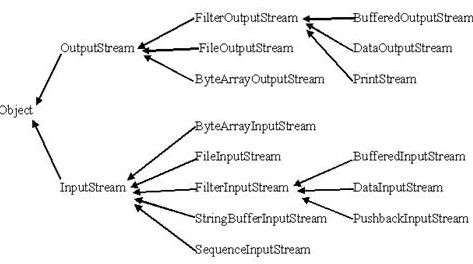 FilterOutputStream BufferedOutputStream
OutputStream FileOutputStream DataOutputStream
ByteArrayOutputStream PrintStream
Object
ByteArrayInputStream
FileInputStream BufferedInputStream
InputStream FilterInputStream DataInputStream
StringBufferInputStream PushbackInputStream
SequenceInputStream